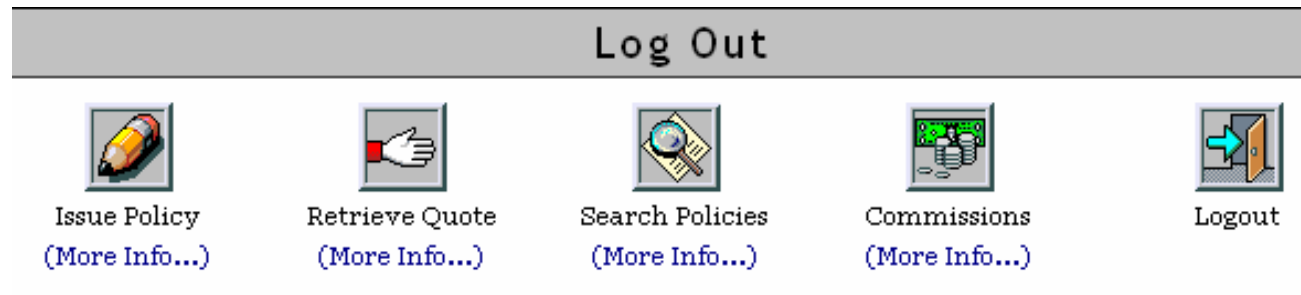 Log Out
Issue Policy Retrieve Quote Search Policies Commissions Logout
(More Info...) (More Info...) (More Info...) (More Info...)